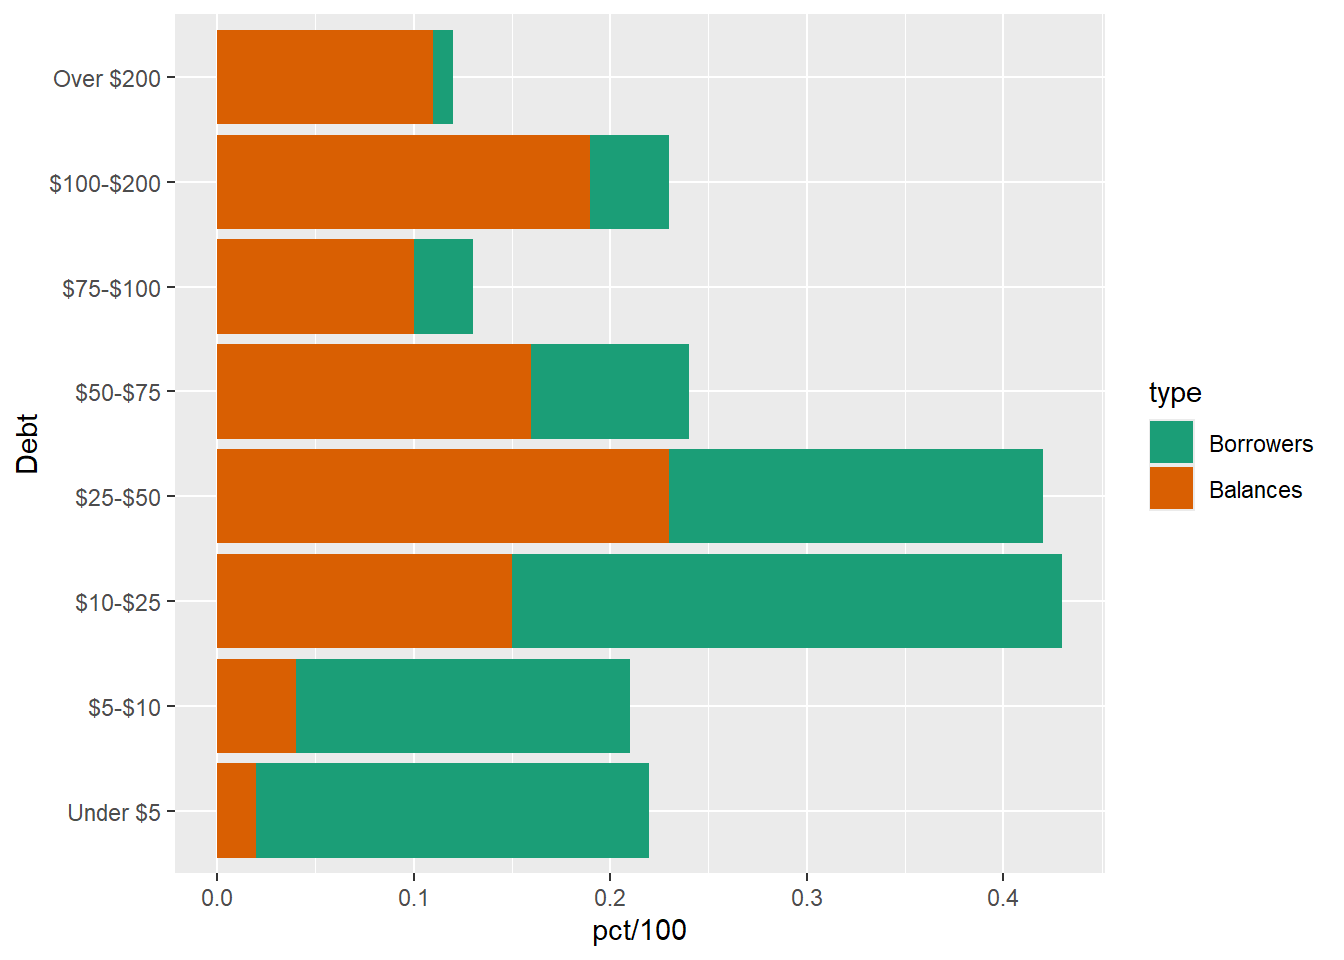 Over $200
$100-$200
$75-$100
$50-$75
$25-$50
$10-$25
$5-$10
Under $5
Debt
0.0 0.1 0.2 0.3 0.4
pct/100
type
Borrowers
Balances